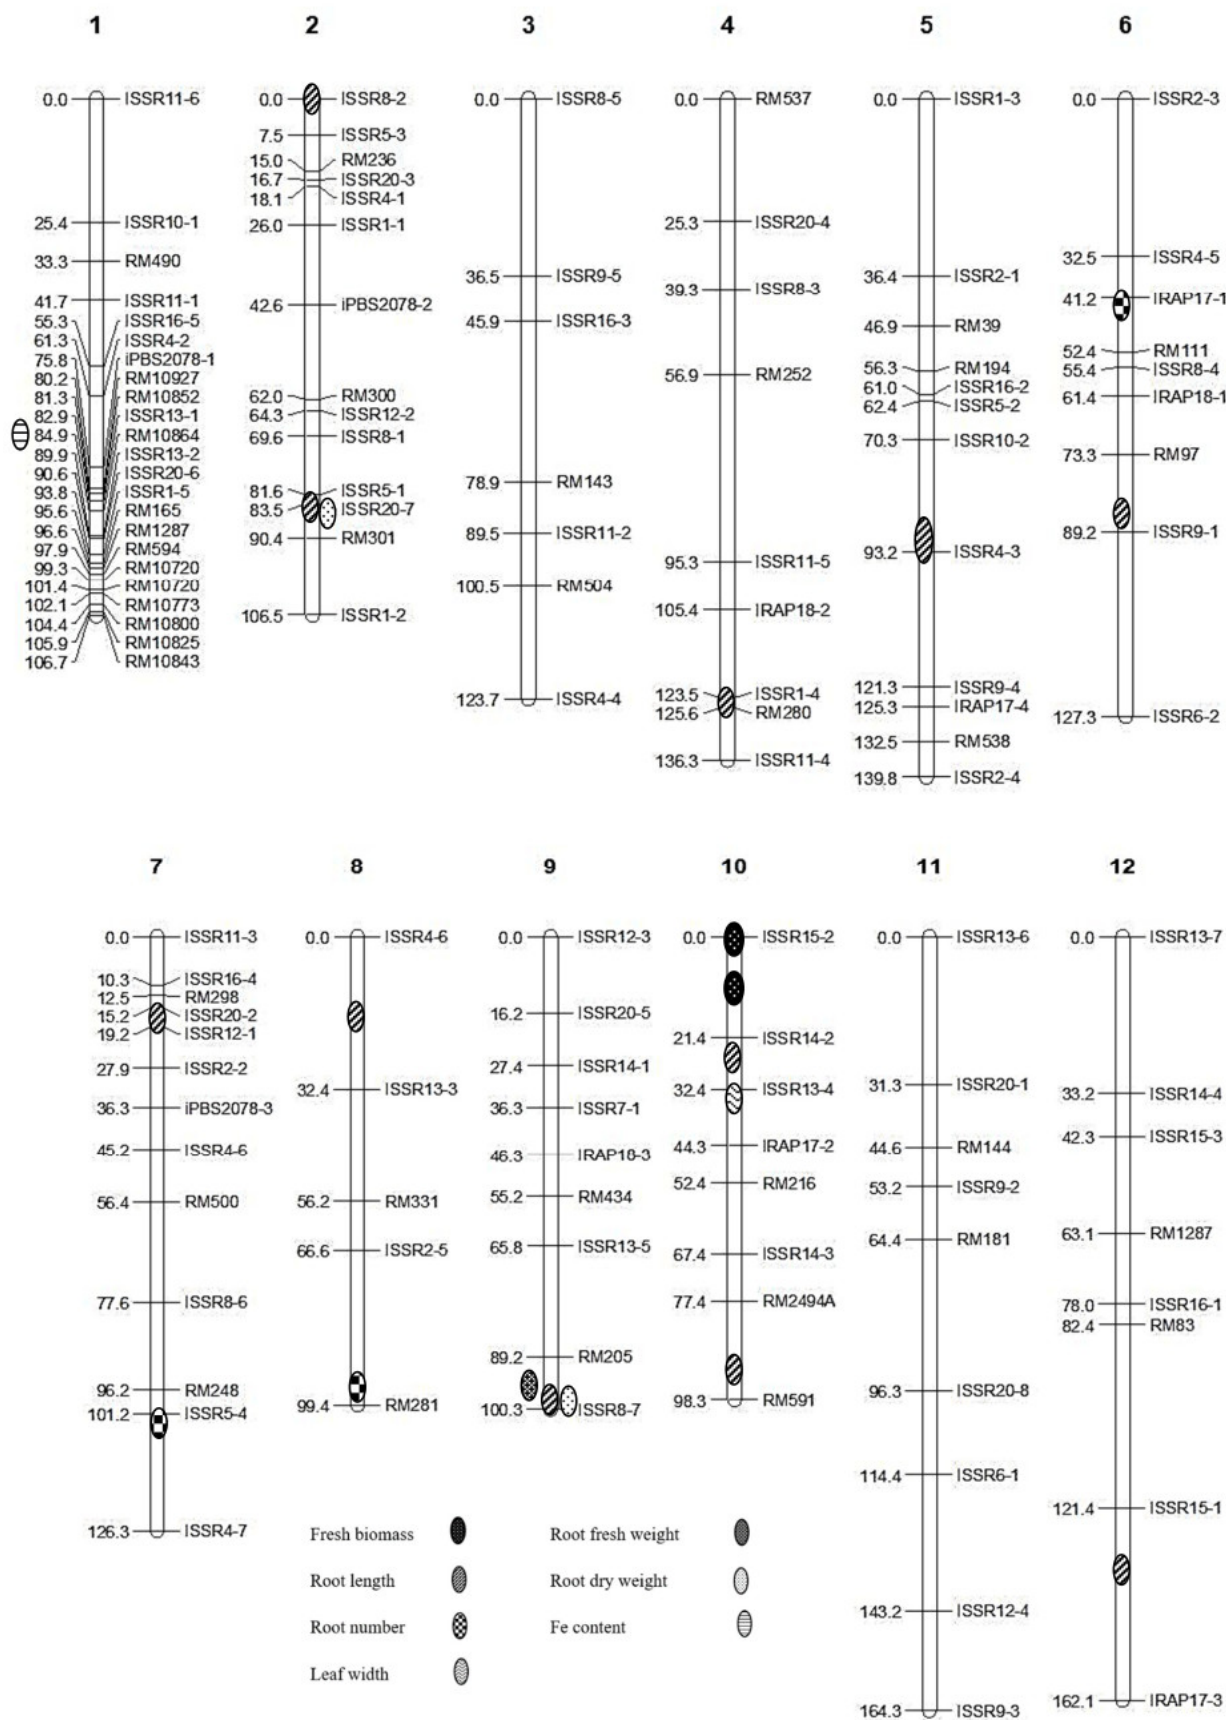 1
0.0 ISSR11-6
25.4 ISSR10-1
33.3 RM490
41.7 ISSR11-1
55.3 ISSR16-5
61.3 ISSR4-2
75.8 iPBS2078-1
80.2 RM10927
81.3 RM10852
82.9 ISSR13-1
84.9 RM10864
89.9 ISSR13-2
90.6 ISSR20-6
93.8 ISSR1-5
95.6 RM165
96.6 RM1287
97.9 RM594
99.3 RM10720
101.4 RM10720
102.1 RM10773
104.4 RM10800
105.9 RM10825
106.7 RM10843
2
0.0 ISSR8-2
7.5 ISSR5-3
15.0 RM236
16.7 ISSR20-3
18.1 ISSR4-1
26.0 ISSR1-1
42.6 iPBS2078-2
62.0 RM300
64.3 ISSR12-2
69.6 ISSR8-1
81.6 ISSR5-1
83.5 ISSR20-7
90.4 RM301
106.5 ISSR1-2
3
0.0 ISSR8-5
36.5 ISSR9-5
45.9 ISSR16-3
78.9 RM143
89.5 ISSR11-2
100.5 RM504
123.7 ISSR4-4
4
0.0 RM537
25.3 ISSR20-4
39.3 ISSR8-3
56.9 RM252
95.3 ISSR11-5
105.4 IRAP18-2
123.5 ISSR1-4
125.6 RM280
136.3 ISSR11-4
5
0.0 ISSR1-3
36.4 ISSR2-1
46.9 RM39
56.3 RM194
61.0 ISSR16-2
62.4 ISSR5-2
70.3 ISSR10-2
93.2 ISSR4-3
121.3 ISSR9-4
125.3 IRAP17-4
132.5 RM538
139.8 ISSR2-4
6
0.0 ISSR2-3
32.5 ISSR4-5
41.2 IRAP17-1
52.4 RM111
55.4 ISSR8-4
61.4 IRAP18-1
73.3 RM97
89.2 ISSR9-1
127.3 ISSR6-2
7
0.0 ISSR11-3
10.3 ISSR16-4
12.5 RM298
15.2 ISSR20-2
19.2 ISSR12-1
27.9 ISSR2-2
36.3 iPBS2078-3
45.2 ISSR4-6
56.4 RM500
77.6 ISSR8-6
96.2 RM248
101.2 ISSR5-4
126.3 ISSR4-7
8
0.0 ISSR4-6
32.4 ISSR13-3
56.2 RM331
66.6 ISSR2-5
99.4 RM281
9
0.0 ISSR12-3
16.2 ISSR20-5
27.4 ISSR14-1
36.3 ISSR7-1
46.3 IRAP18-3
55.2 RM434
65.8 ISSR13-5
89.2 RM205
100.3 ISSR8-7
10
0.0 ISSR15-2
21.4 ISSR14-2
32.4 ISSR13-4
44.3 IRAP17-2
52.4 RM216
67.4 ISSR14-3
77.4 RM2494A
98.3 RM591
11
0.0 ISSR13-6
31.3 ISSR20-1
44.6 RM144
53.2 ISSR9-2
64.4 RM181
96.3 ISSR20-8
114.4 ISSR6-1
143.2 ISSR12-4
164.3 ISSR9-3
12
0.0 ISSR13-7
33.2 ISSR14-4
42.3 ISSR15-3
63.1 RM1287
78.0 ISSR16-1
82.4 RM83
121.4 ISSR15-1
162.1 IRAP17-3
Fresh biomass
Root length
Root number
Leaf width
Root fresh weight
Root dry weight
Fe content